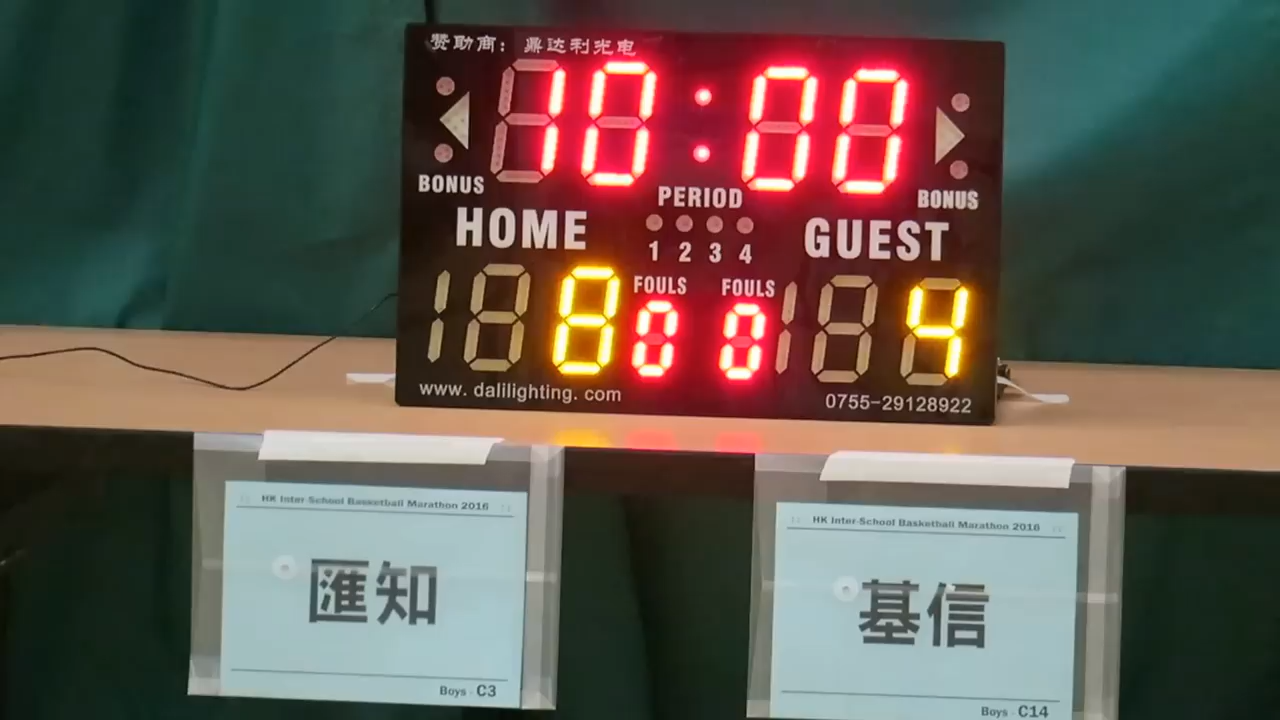 赞助商：鼎达利光电
10:00
BONUS
PERIOD
BONUS
HOME
1 2 3 4
GUEST
FOULS
FOULS
8
0
0
4
www.dalilighting.com
0755-29128922
HK Inter-School Basketball Marathon 2016
匯知
Boys - C3
HK Inter-School Basketball Marathon 2016
基信
Boys - C14